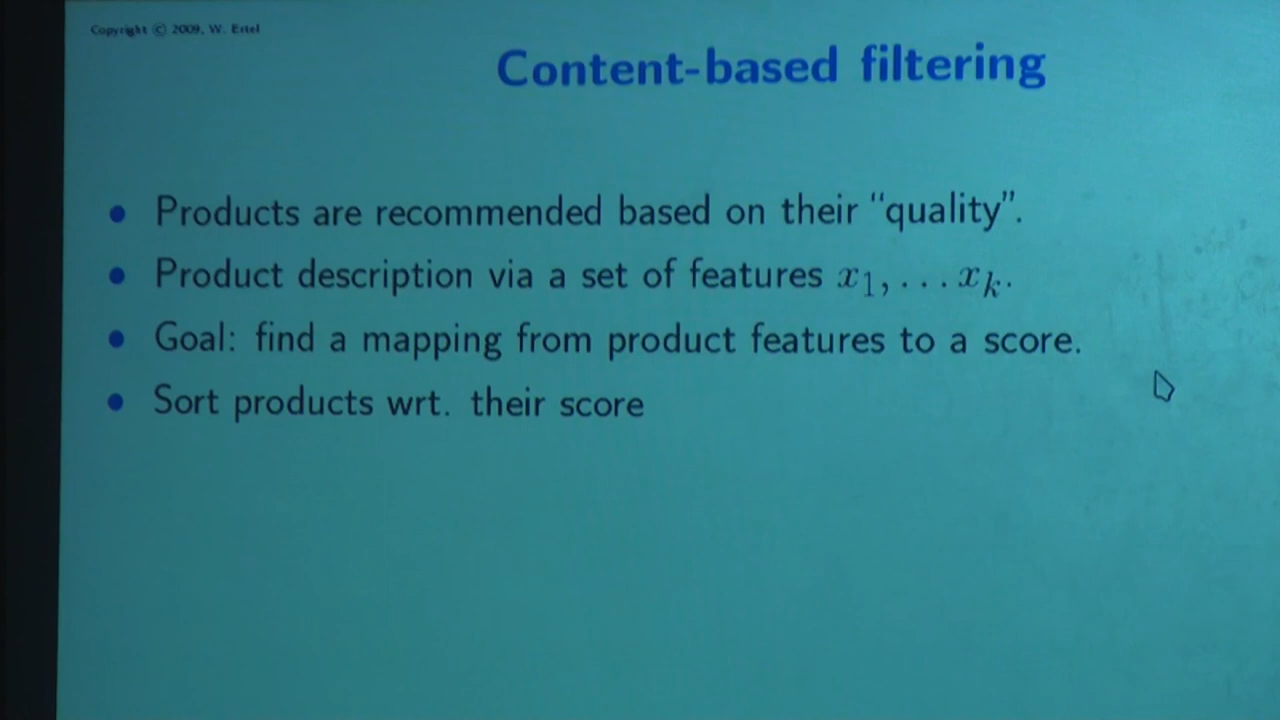 Copyright © 2009, W. Ertel
Content-based filtering
• Products are recommended based on their “quality”.
• Product description via a set of features x₁, . . . xₖ.
• Goal: find a mapping from product features to a score.
• Sort products wrt. their score